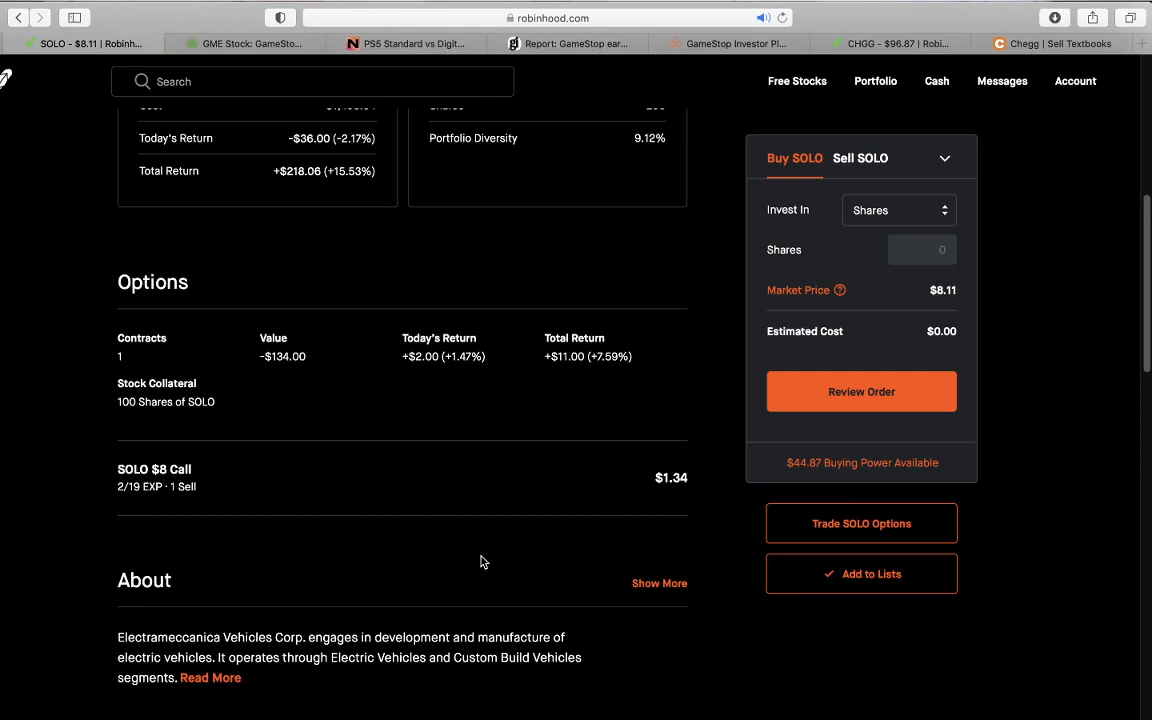 robinhood.com
SOLO - $8.11 | Robinh...
GME Stock: GameSto...
PS5 Standard vs Digit...
Report: GameStop ear...
GameStop Investor Pl...
CHGG - $96.87 | Robi...
Chegg | Sell Textbooks
Search
Free Stocks
Portfolio
Cash
Messages
Account
Today's Return
-$36.00 (-2.17%)
Total Return
+$218.06 (+15.53%)
Portfolio Diversity
9.12%
Buy SOLO
Sell SOLO
Invest In
Shares
Shares
0
Market Price
$8.11
Estimated Cost
$0.00
Review Order
$44.87 Buying Power Available
Trade SOLO Options
Add to Lists
Options
Contracts
1
Value
-$134.00
Today's Return
+$2.00 (+1.47%)
Total Return
+$11.00 (+7.59%)
Stock Collateral
100 Shares of SOLO
SOLO $8 Call
2/19 EXP · 1 Sell
$1.34
About
Show More
Electrameccanica Vehicles Corp. engages in development and manufacture of
electric vehicles. It operates through Electric Vehicles and Custom Build Vehicles
segments. Read More